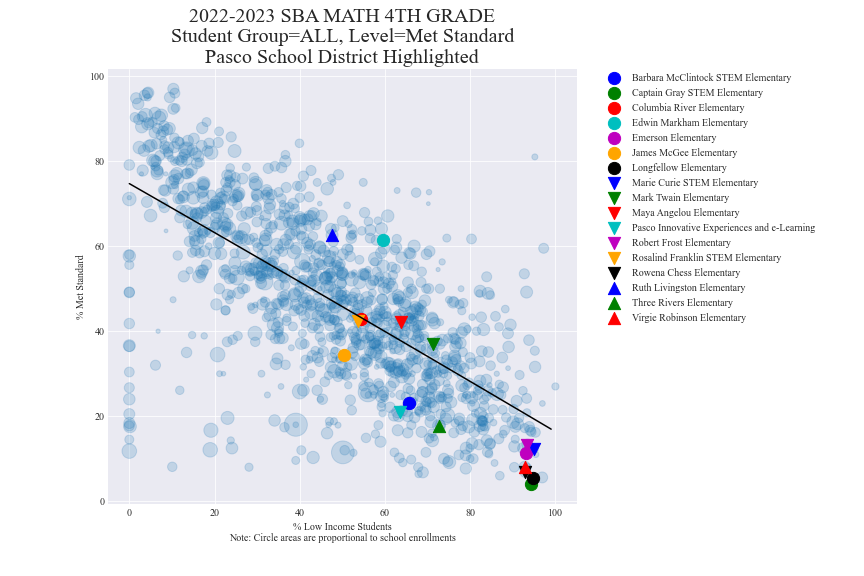 2022-2023 SBA MATH 4TH GRADE
Student Group=ALL, Level=Met Standard
Pasco School District Highlighted
% Met Standard
100
80
60
40
20
0
0 20 40 60 80 100
% Low Income Students
Note: Circle areas are proportional to school enrollments
Barbara McClintock STEM Elementary
Captain Gray STEM Elementary
Columbia River Elementary
Edwin Markham Elementary
Emerson Elementary
James McGee Elementary
Longfellow Elementary
Marie Curie STEM Elementary
Mark Twain Elementary
Maya Angelou Elementary
Pasco Innovative Experiences and e-Learning
Robert Frost Elementary
Rosalind Franklin STEM Elementary
Rowena Chess Elementary
Ruth Livingston Elementary
Three Rivers Elementary
Virgie Robinson Elementary